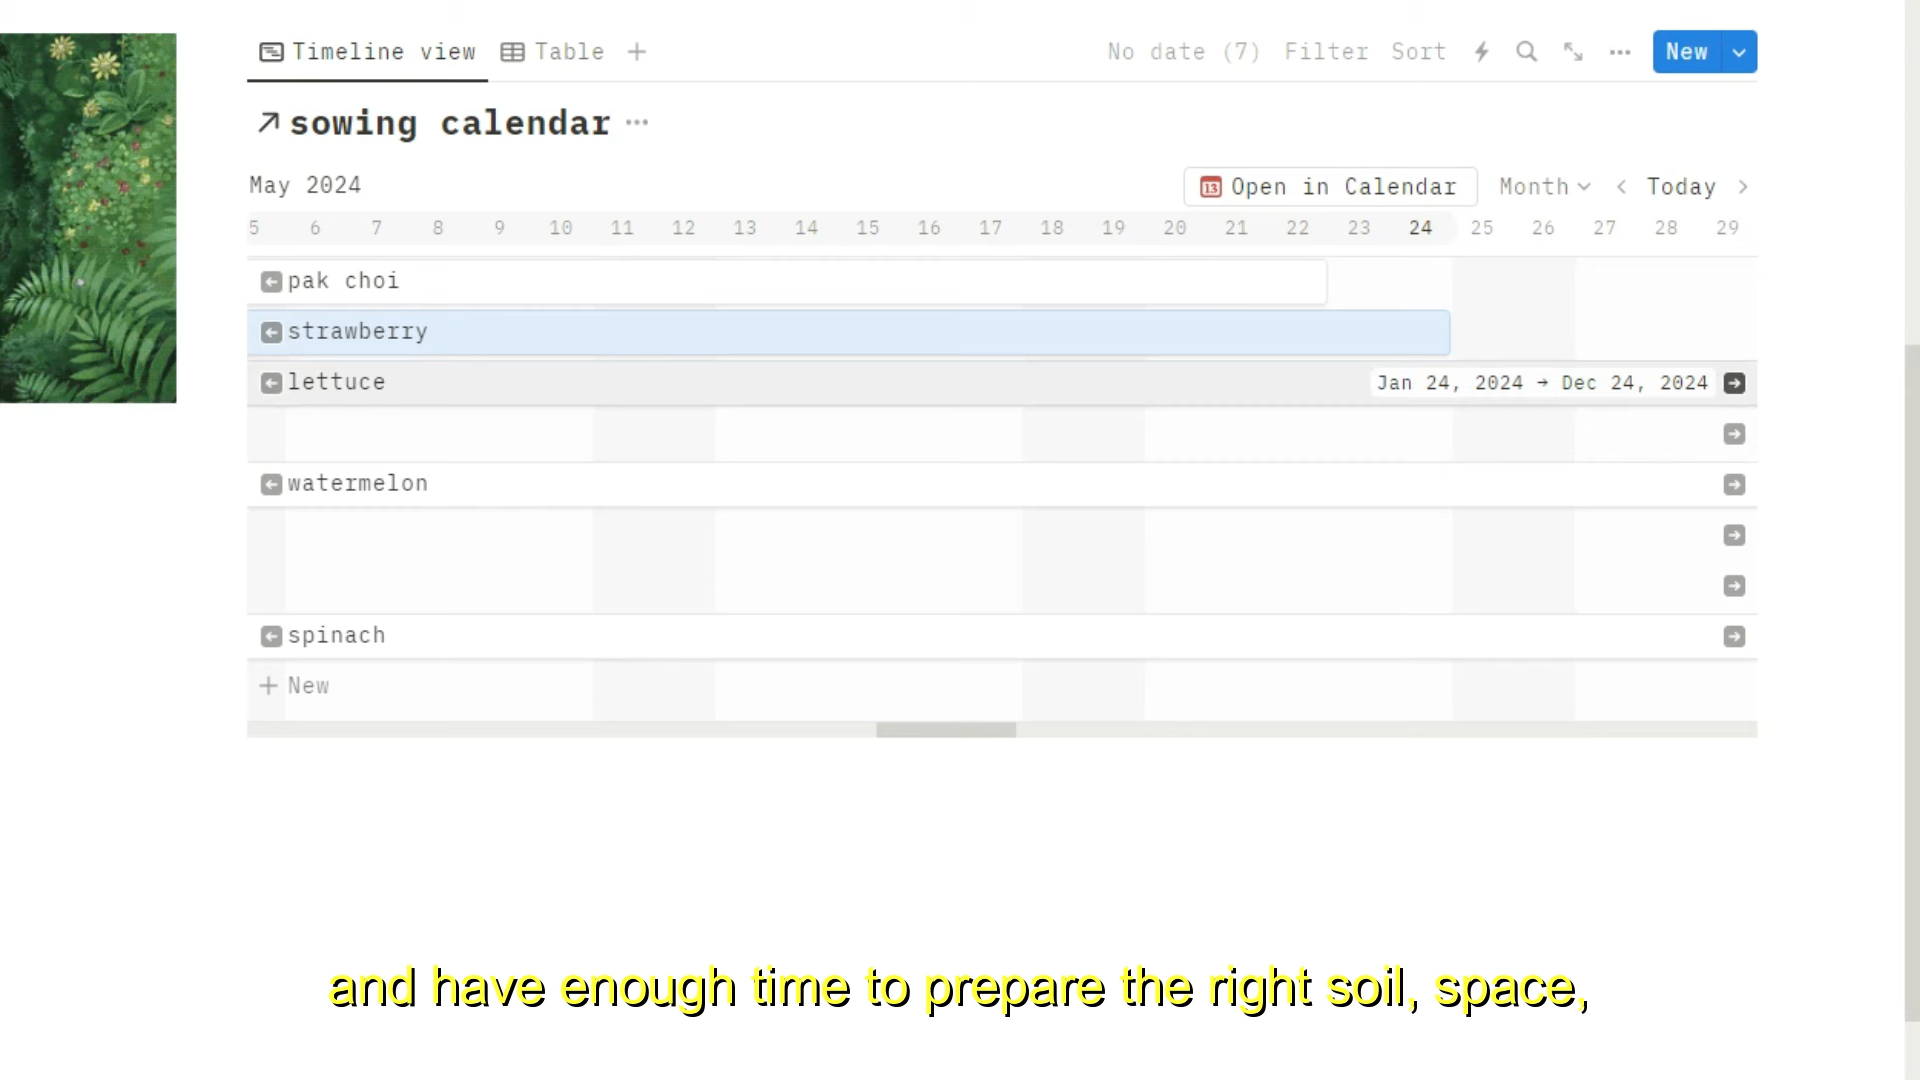 Timeline view Table + No date (7) Filter Sort New
sowing calendar
May 2024 13 Open in Calendar Month Today
5 6 7 8 9 10 11 12 13 14 15 16 17 18 19 20 21 22 23 24 25 26 27 28 29
pak choi
strawberry
lettuce Jan 24, 2024 → Dec 24, 2024
watermelon
spinach
+ New
and have enough time to prepare the right soil, space,